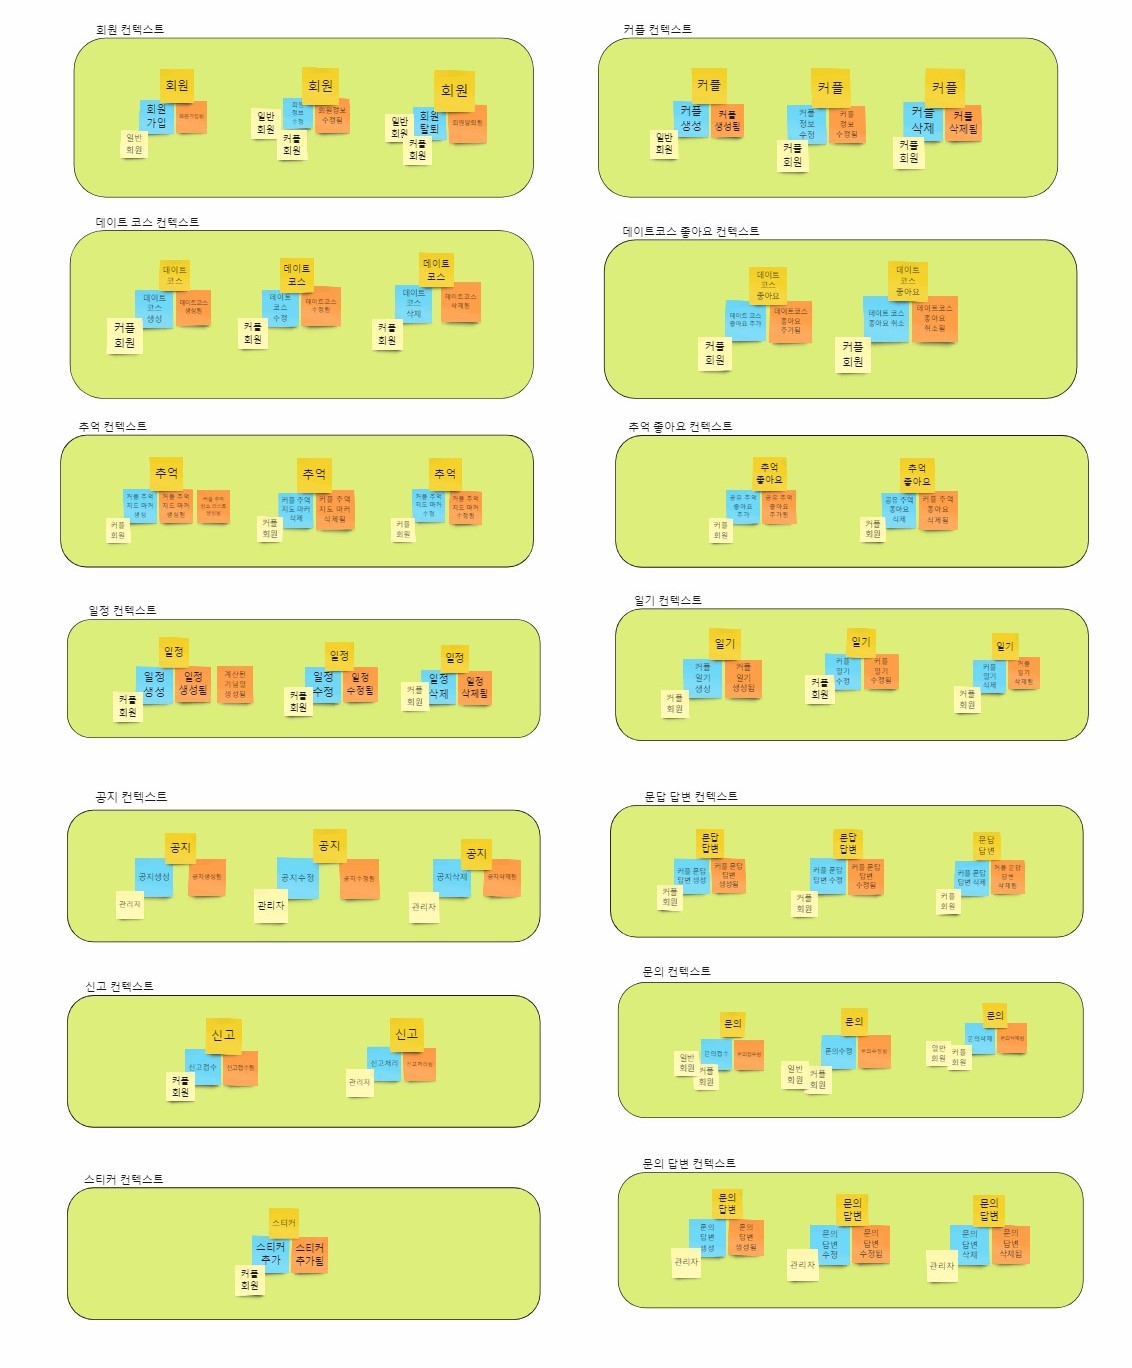 회원 컨텍스트
회원
회원
가입
회원가입됨
일반
회원
회원
회원
정보
수정
회원정보
수정됨
일반
회원
커플
회원
회원
회원
탈퇴
회원탈퇴됨
일반
회원
커플
회원
커플 컨텍스트
커플
커플
생성
커플
생성됨
일반
회원
커플
커플
정보
수정
커플
정보
수정됨
커플
회원
커플
커플
삭제
커플
삭제됨
커플
회원
데이트 코스 컨텍스트
데이트
코스
데이트
코스
생성
데이트코스
생성됨
커플
회원
데이트
코스
데이트
코스
수정
데이트코스
수정됨
커플
회원
데이트
코스
데이트
코스
삭제
데이트코스
삭제됨
커플
회원
데이트코스 좋아요 컨텍스트
데이트
코스
좋아요
데이트 코스
좋아요 추가
데이트코스
좋아요
추가됨
커플
회원
데이트
코스
좋아요
데이트 코스
좋아요 취소
데이트코스
좋아요
취소됨
커플
회원
추억 컨텍스트
추억
커플 추억
지도 마커
생성
커플 추억
지도 마커
생성됨
커플
회원
추억
커플 추억
지도 마커
삭제
커플 추억
지도 마커
삭제됨
커플
회원
추억
커플 추억
지도 마커
수정
커플 추억
지도 마커
수정됨
커플
회원
추억 좋아요 컨텍스트
추억
좋아요
공유 추억
좋아요
추가
공유 추억
좋아요
추가됨
커플
회원
추억
좋아요
공유 추억
좋아요
삭제
커플 추억
좋아요
삭제됨
커플
회원
일정 컨텍스트
일정
일정
생성
일정
생성됨
계산된
기념일
생성됨
커플
회원
일정
일정
수정
일정
수정됨
커플
회원
일정
일정
삭제
일정
삭제됨
커플
회원
일기 컨텍스트
일기
커플
일기
생성
커플
일기
생성됨
커플
회원
일기
커플
일기
수정
커플
일기
수정됨
커플
회원
일기
커플
일기
삭제
커플
일기
삭제됨
커플
회원
공지 컨텍스트
공지
공지생성
공지생성됨
관리자
공지
공지수정
공지수정됨
관리자
공지
공지삭제
공지삭제됨
관리자
문답 답변 컨텍스트
문답
답변
커플 문답
답변 생성
커플 문답
답변
생성됨
커플
회원
문답
답변
커플 문답
답변 수정
커플 문답
답변
수정됨
커플
회원
문답
답변
커플 문답
답변 삭제
커플 문답
답변
삭제됨
커플
회원
신고 컨텍스트
신고
신고접수
신고접수됨
커플
회원
신고
신고처리
신고처리됨
관리자
문의 컨텍스트
문의
문의접수
문의접수됨
일반
회원
커플
회원
문의
문의수정
문의수정됨
일반
회원
커플
회원
문의
문의삭제
문의삭제됨
일반
회원
커플
회원
스티커 컨텍스트
스티커
스티커
추가
스티커
추가됨
커플
회원
문의 답변 컨텍스트
문의
답변
문의
답변
생성
문의
답변
생성됨
관리자
문의
답변
문의
답변
수정
문의
답변
수정됨
관리자
문의
답변
문의
답변
삭제
문의
답변
삭제됨
관리자